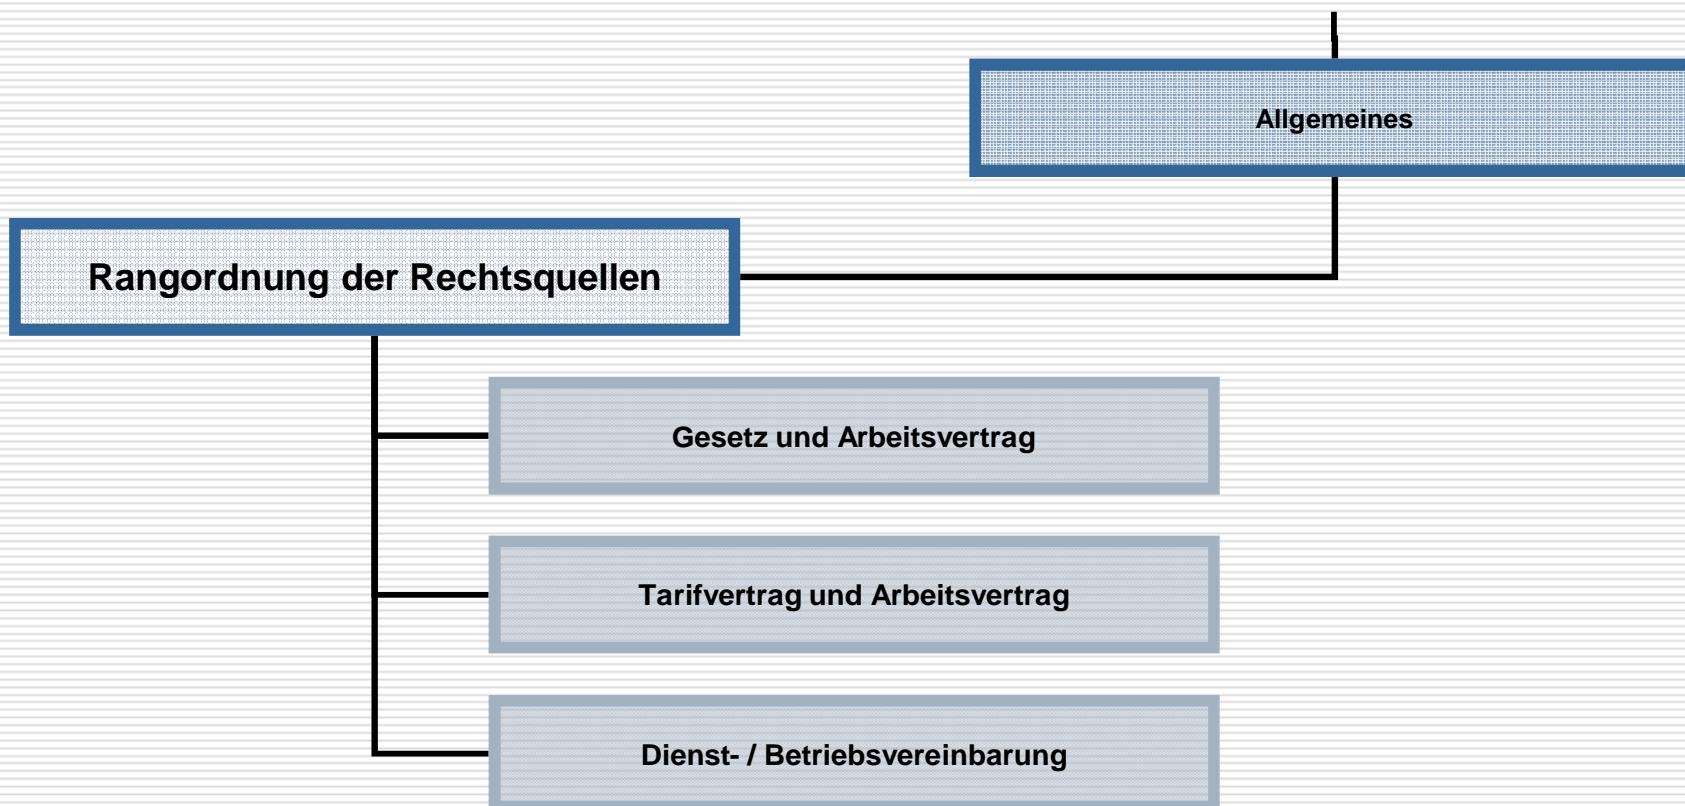 Allgemeines
Rangordnung der Rechtsquellen
Gesetz und Arbeitsvertrag
Tarifvertrag und Arbeitsvertrag
Dienst- / Betriebsvereinbarung